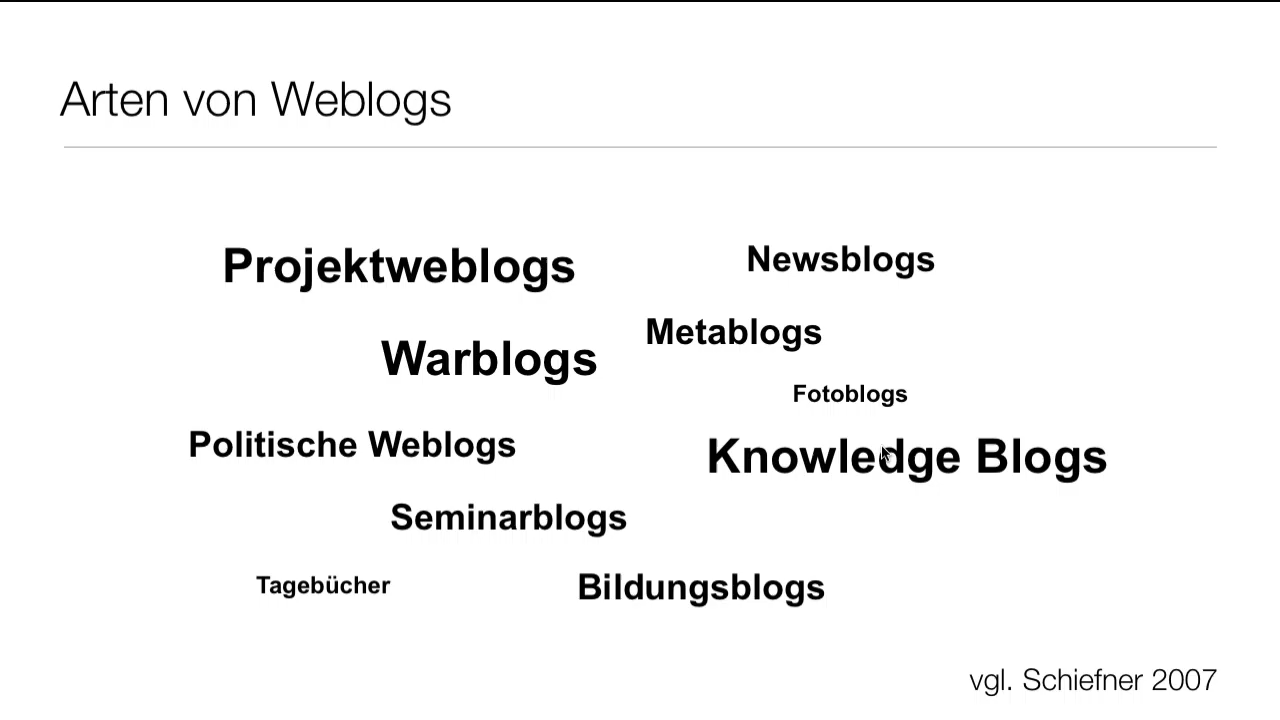 Arten von Weblogs
Projektweblogs
Newsblogs
Metablogs
Warblogs
Fotoblogs
Politische Weblogs
Knowledge Blogs
Seminarblogs
Tagebücher
Bildungsblogs
vgl. Schiefner 2007